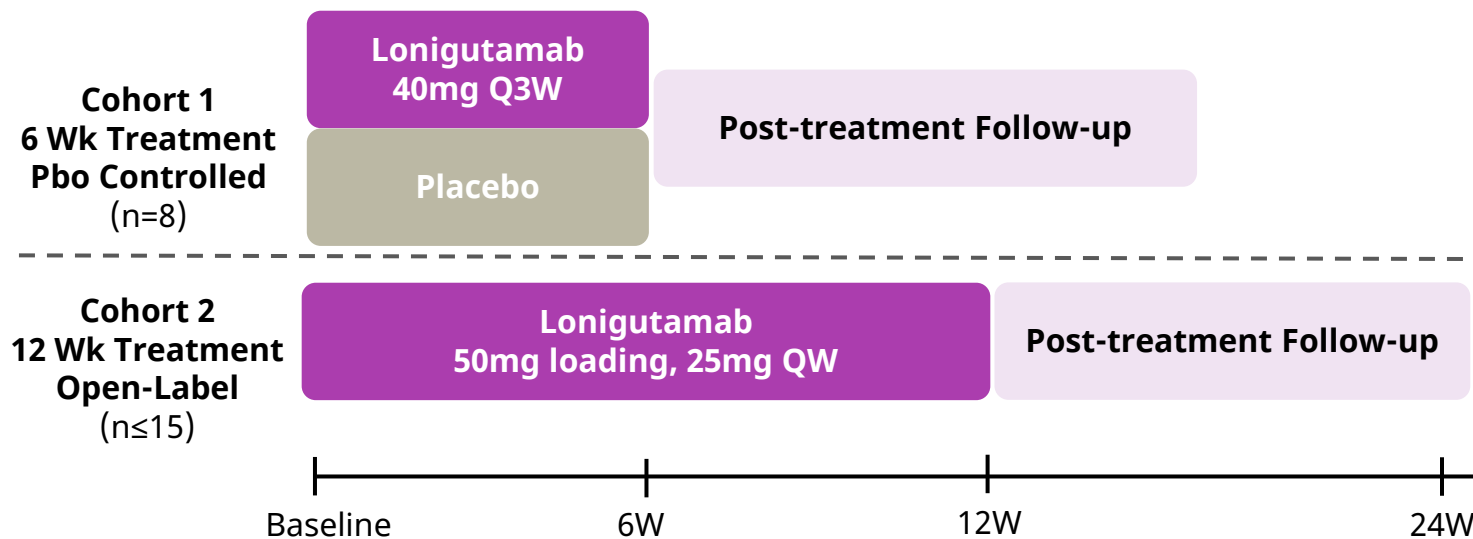 Cohort 1
6 Wk Treatment
Pbo Controlled
(n=8)
Lonigutamab
40mg Q3W
Placebo
Post-treatment Follow-up
Cohort 2
12 Wk Treatment
Open-Label
(n≤15)
Lonigutamab
50mg loading, 25mg QW
Post-treatment Follow-up
Baseline
6W
12W
24W